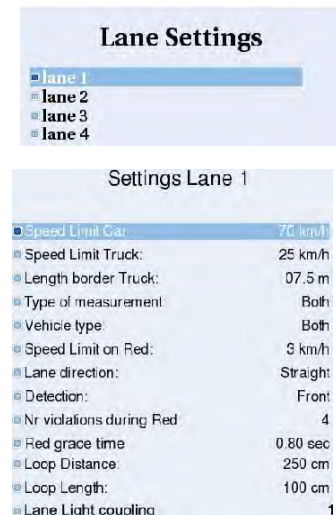 Lane Settings
lane 1
lane 2
lane 3
lane 4
Settings Lane 1
Speed Limit Car 70 km/h
Speed Limit Truck: 25 km/h
Length border Truck: 07.5 m
Type of measurement Both
Vehicle type: Both
Speed Limit on Red: 3 km/h
Lane direction: Straight
Detection: Front
Nr violations during Red 4
Red grace time 0.80 sec
Loop Distance: 250 cm
Loop Length: 100 cm
Lane Light coupling 1